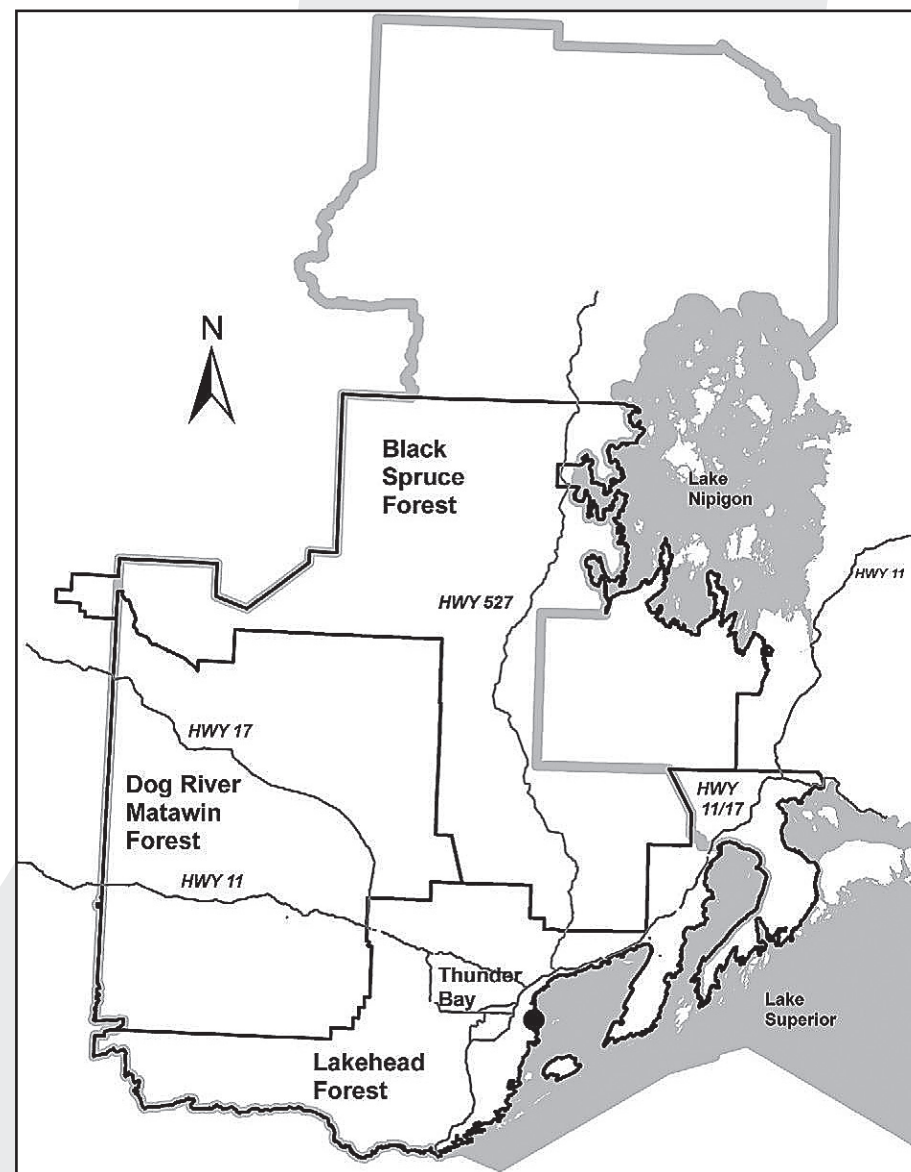 N
Black
Spruce
Forest
Lake
Nipigon
HWY 11
HWY 527
HWY 17
Dog River
Matawin
Forest
HWY
11/17
HWY 11
Thunder
Bay
Lake
Superior
Lakehead
Forest